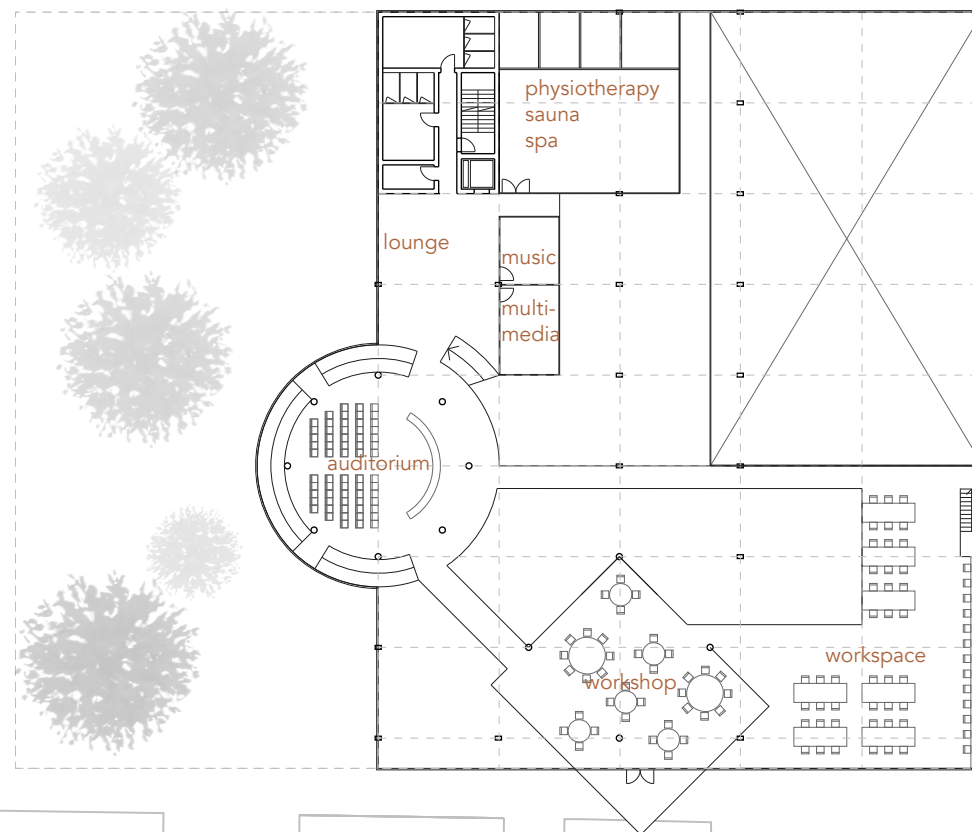 physiotherapy
sauna
spa
lounge
music
multi-
media
auditorium
workspace
workshop